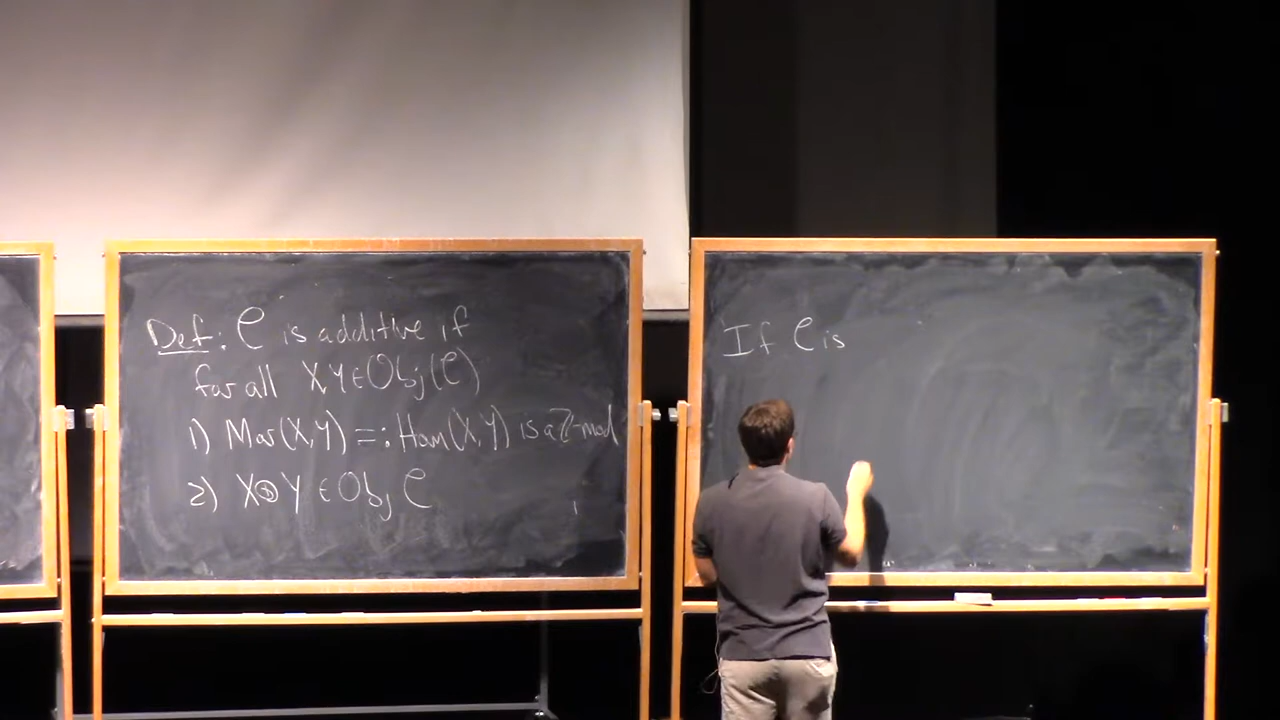 Def: C is additive if
for all X,Y ∈ Obj(C)
1) Mor(X,Y) =: Hom(X,Y) is a Z-mod
2) X⊕Y ∈ Obj C
If C is